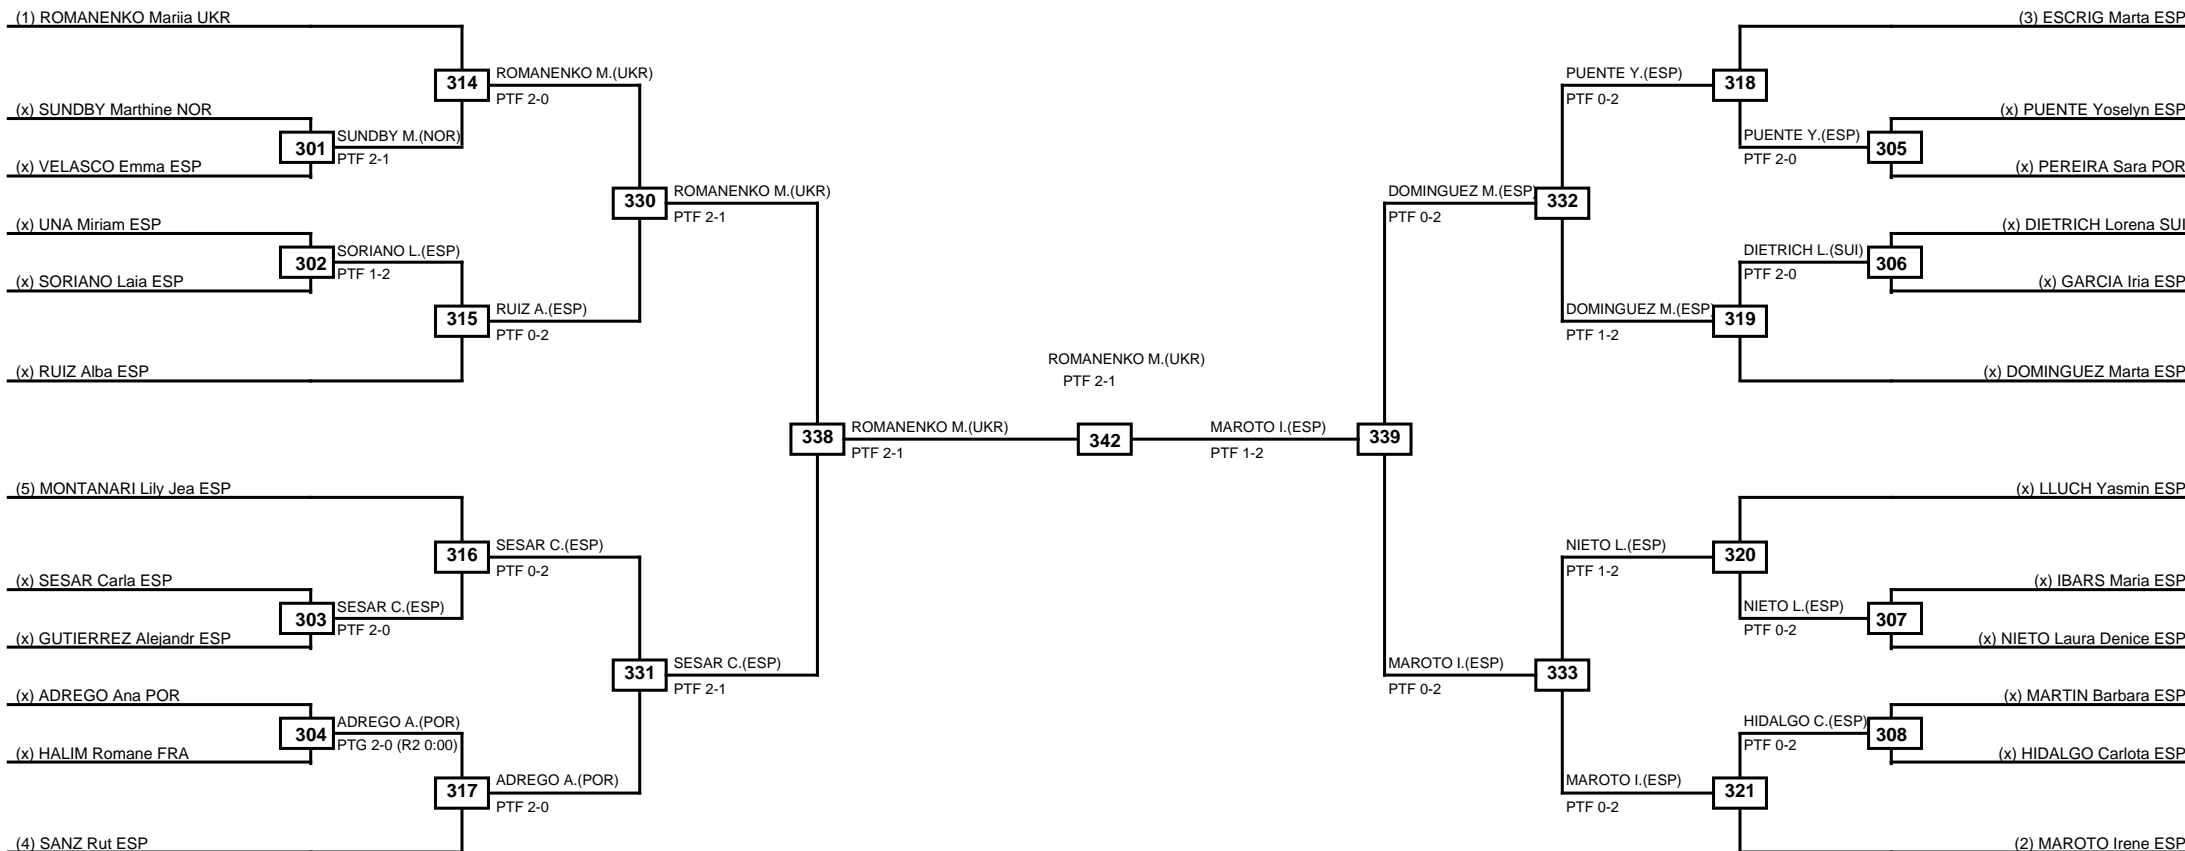 (1) ROMANENKO Mariia UKR
(3) ESCRIG Marta ESP
314
ROMANENKO M.(UKR)
PTF 2-0
PUENTE Y.(ESP)
PTF 0-2
318
(x) SUNDBY Marthine NOR
301
SUNDBY M.(NOR)
PTF 2-1
(x) VELASCO Emma ESP
(x) PUENTE Yoselyn ESP
PUENTE Y.(ESP)
PTF 2-0
305
(x) PEREIRA Sara POR
330
ROMANENKO M.(UKR)
PTF 2-1
DOMINGUEZ M.(ESP)
PTF 0-2
332
(x) UNA Miriam ESP
302
SORIANO L.(ESP)
PTF 1-2
(x) SORIANO Laia ESP
(x) DIETRICH Lorena SUI
DIETRICH L.(SUI)
PTF 2-0
306
(x) GARCIA Iria ESP
315
RUIZ A.(ESP)
PTF 0-2
DOMINGUEZ M.(ESP)
PTF 1-2
319
(x) RUIZ Alba ESP
(x) DOMINGUEZ Marta ESP
ROMANENKO M.(UKR)
PTF 2-1
338
ROMANENKO M.(UKR)
PTF 2-1
342
MAROTO I.(ESP)
PTF 1-2
339
(5) MONTANARI Lily Jea ESP
(x) LLUCH Yasmin ESP
316
SESAR C.(ESP)
PTF 0-2
NIETO L.(ESP)
PTF 1-2
320
(x) SESAR Carla ESP
303
SESAR C.(ESP)
PTF 2-0
(x) GUTIERREZ Alejandr ESP
(x) IBARS Maria ESP
NIETO L.(ESP)
PTF 0-2
307
(x) NIETO Laura Denice ESP
331
SESAR C.(ESP)
PTF 2-1
MAROTO I.(ESP)
PTF 0-2
333
(x) ADREGO Ana POR
304
ADREGO A.(POR)
PTG 2-0 (R2 0:00)
(x) HALIM Romane FRA
(x) MARTIN Barbara ESP
HIDALGO C.(ESP)
PTF 0-2
308
(x) HIDALGO Carlota ESP
317
ADREGO A.(POR)
PTF 2-0
MAROTO I.(ESP)
PTF 0-2
321
(4) SANZ Rut ESP
(2) MAROTO Irene ESP